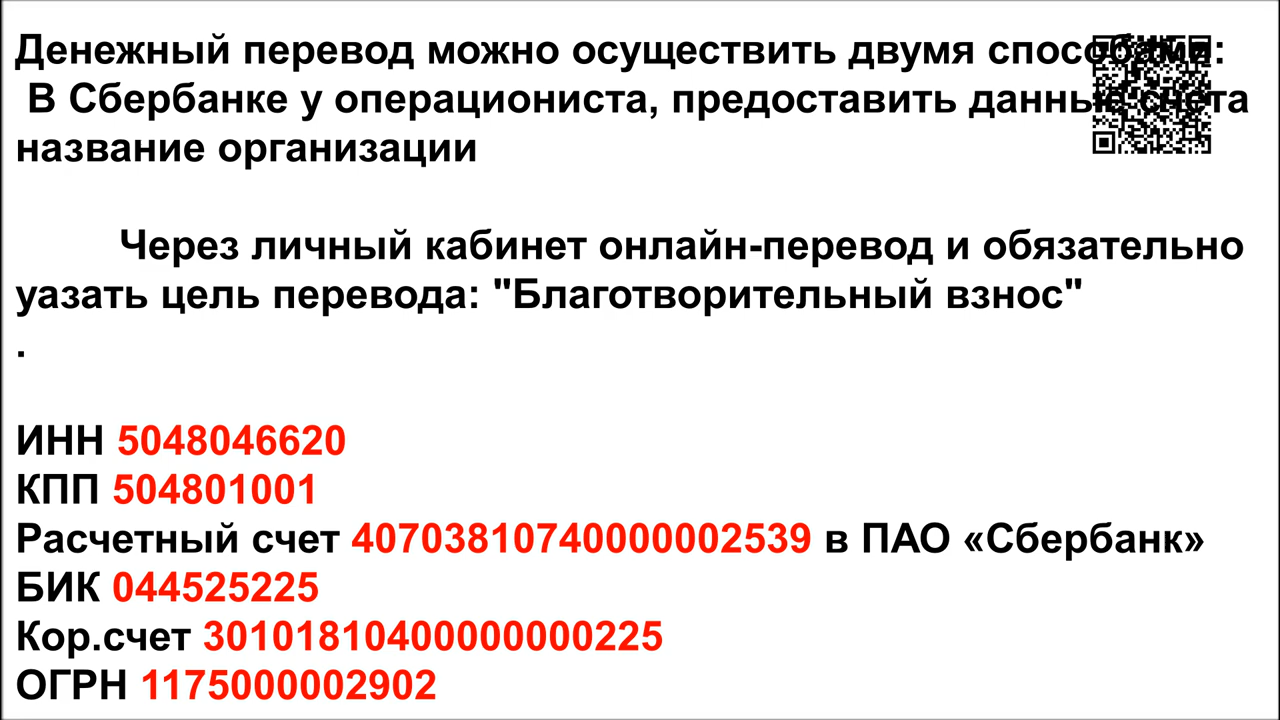 Денежный перевод можно осуществить двумя способами:
В Сбербанке у операциониста, предоставить данные счета
название организации
Через личный кабинет онлайн-перевод и обязательно
уазать цель перевода: "Благотворительный взнос"
.
ИНН 5048046620
КПП 504801001
Расчетный счет 40703810740000002539 в ПАО «Сбербанк»
БИК 044525225
Кор.счет 30101810400000000225
ОГРН 1175000002902